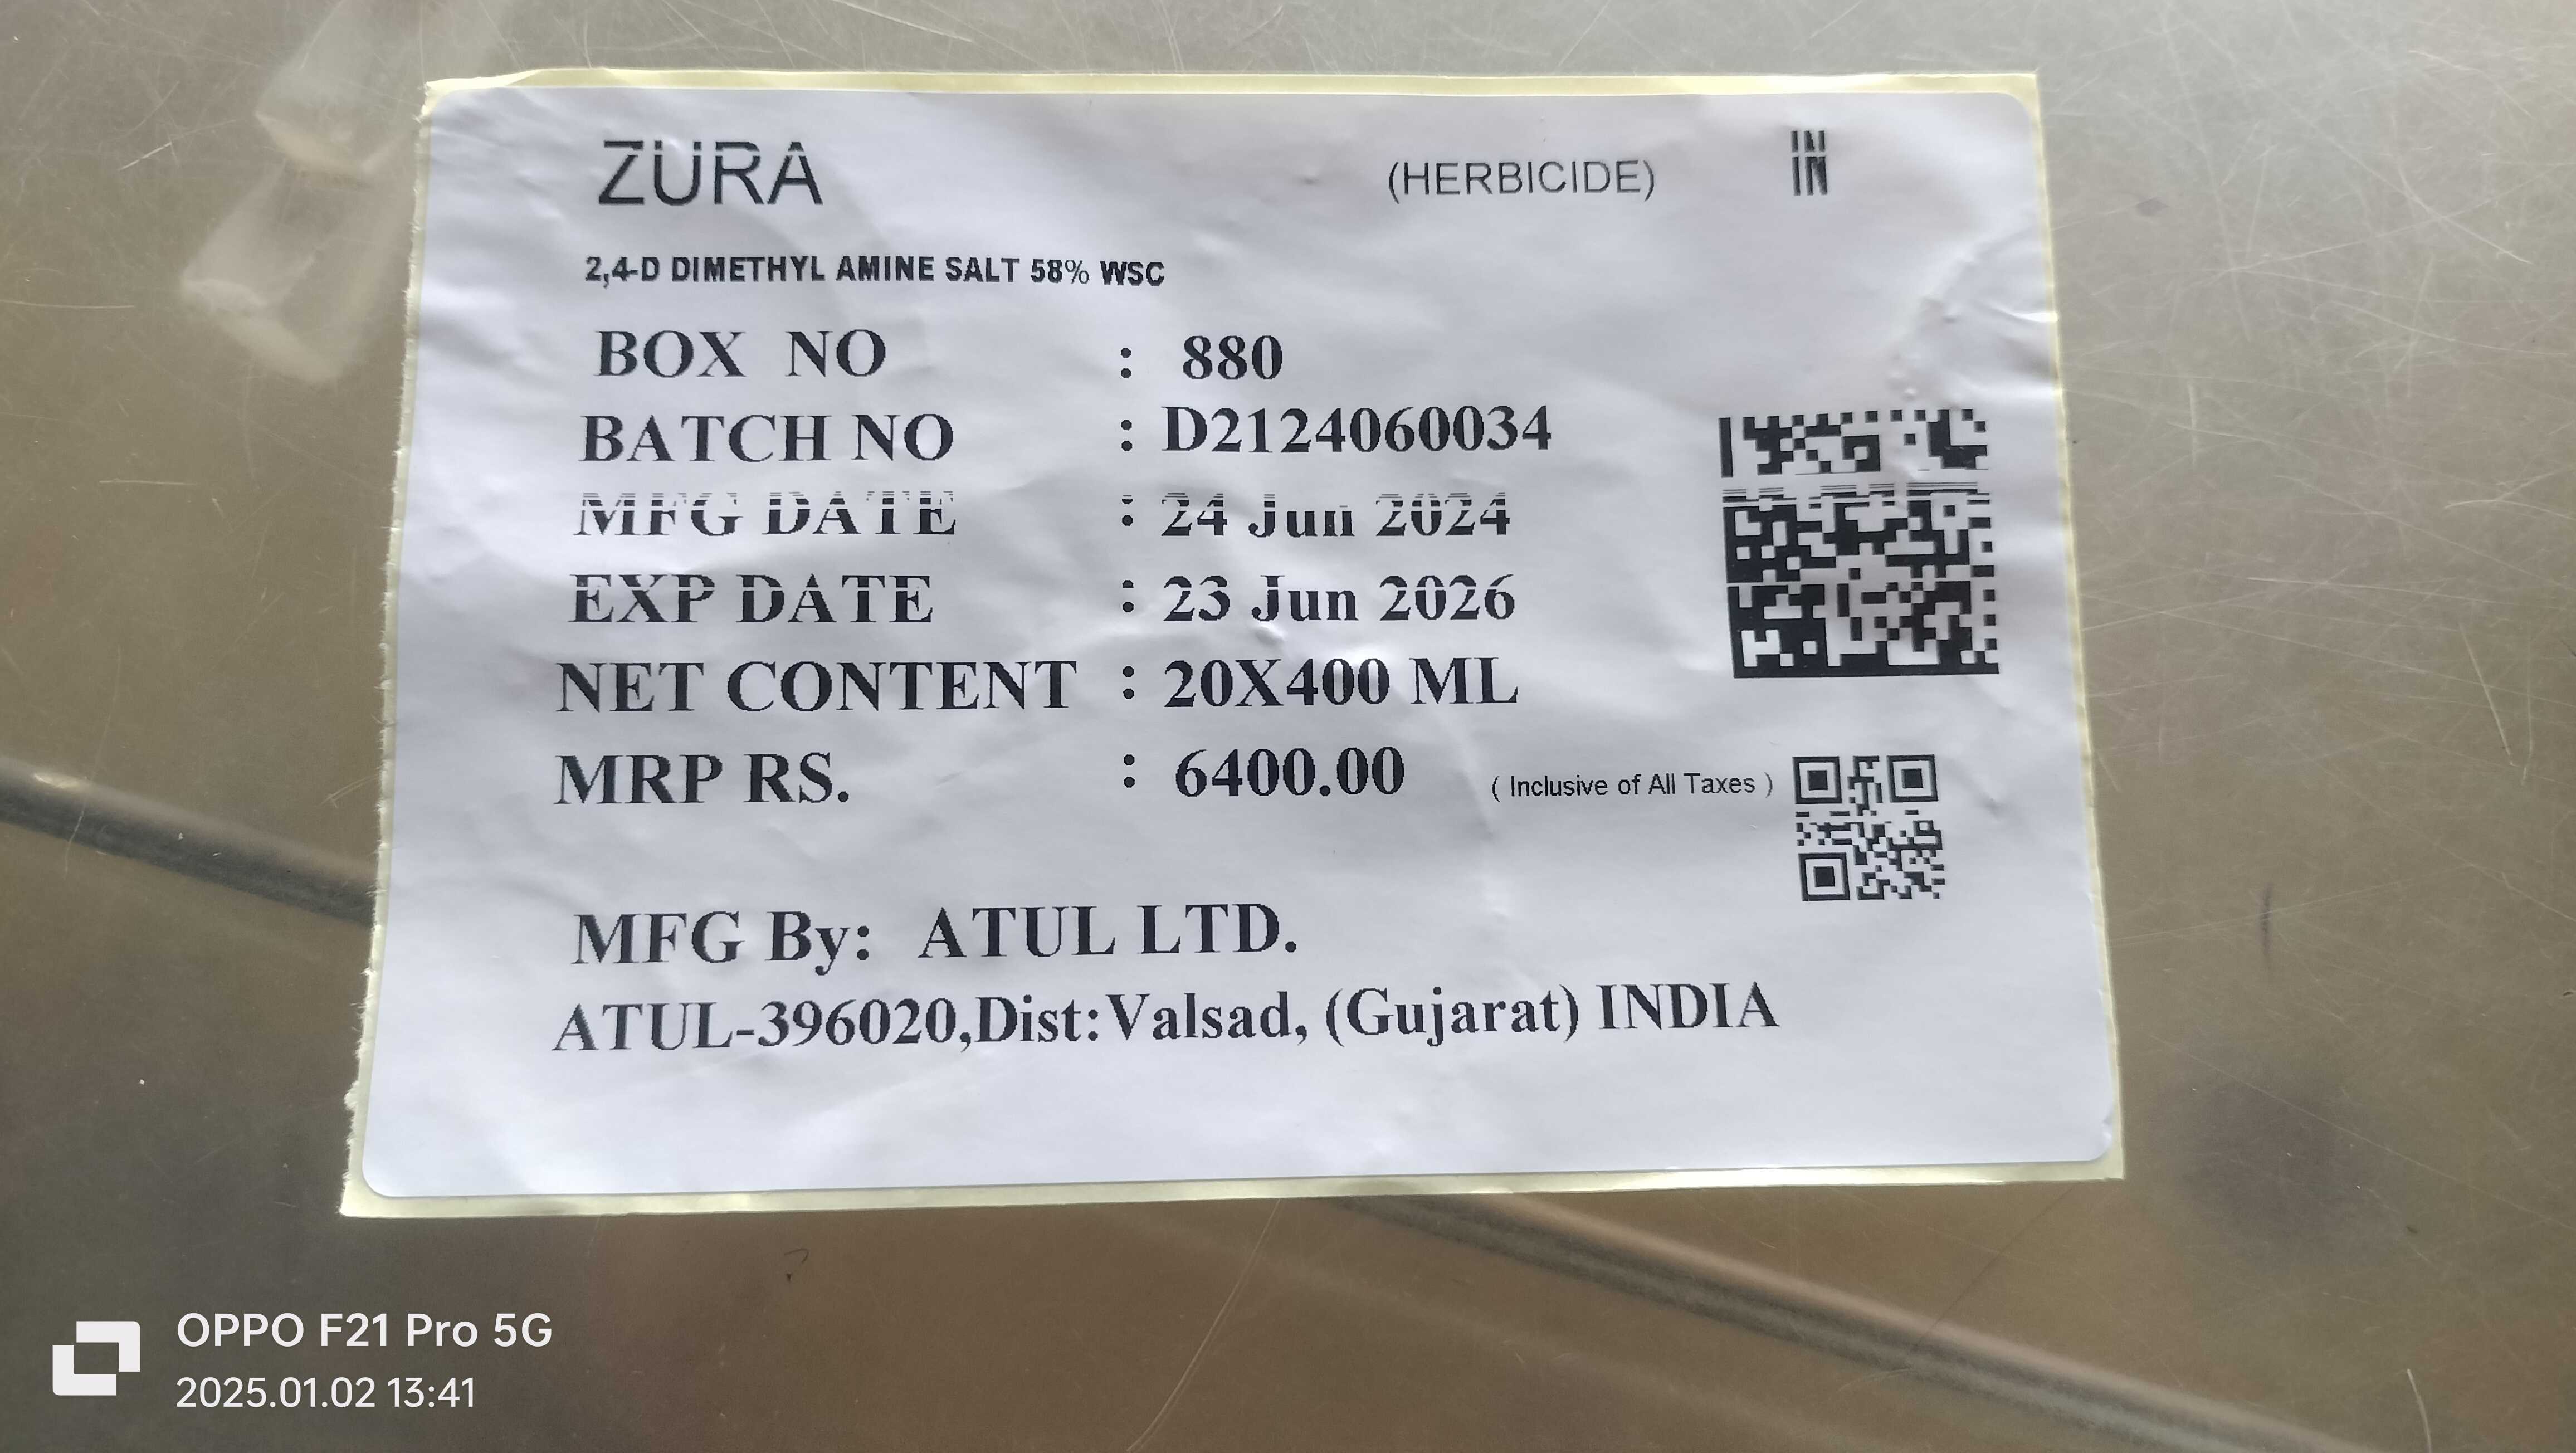 ZURA (HERBICIDE) IN
2,4-D DIMETHYL AMINE SALT 58% WSC
BOX NO : 880
BATCH NO : D2124060034
MFG DATE : 24 Jun 2024
EXP DATE : 23 Jun 2026
NET CONTENT : 20X400 ML
MRP RS. : 6400.00 ( Inclusive of All Taxes )
MFG By: ATUL LTD.
ATUL-396020,Dist:Valsad, (Gujarat) INDIA
OPPO F21 Pro 5G
2025.01.02 13:41